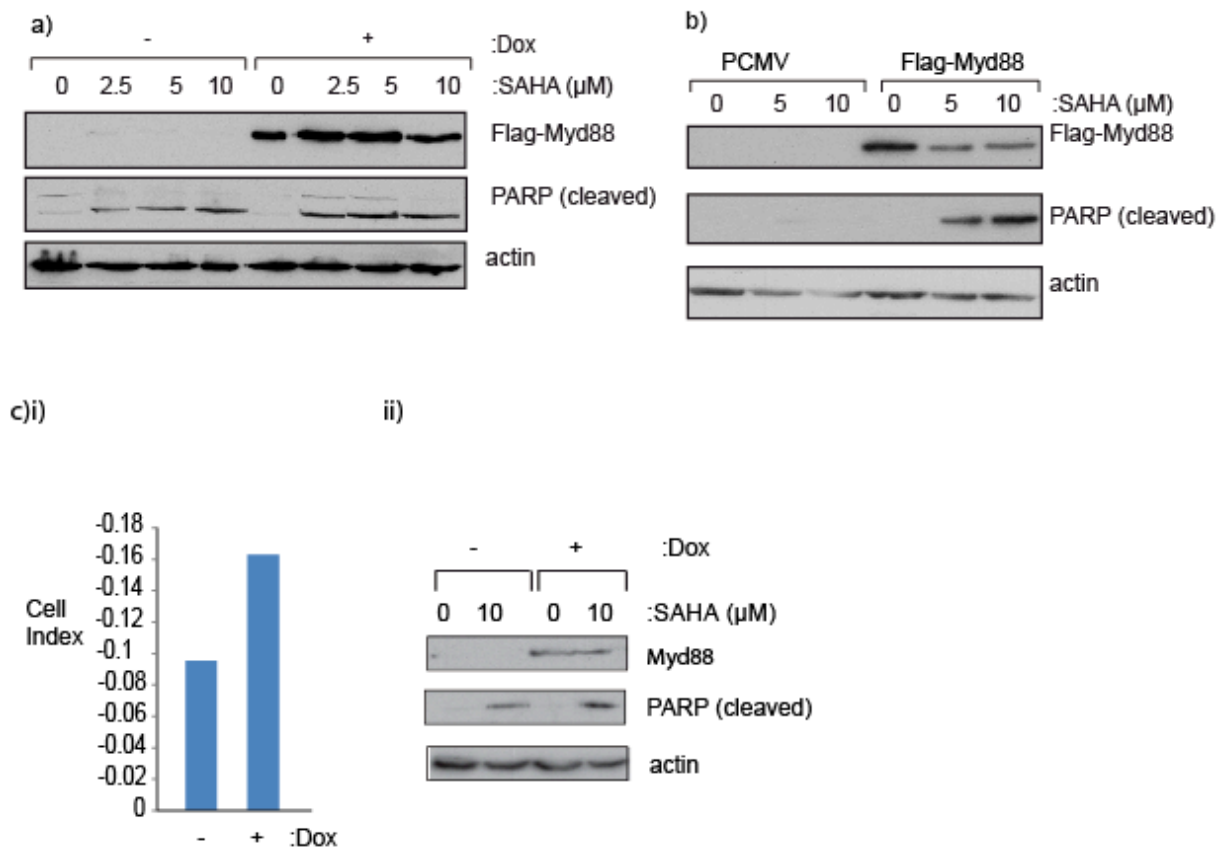 a)
- + :Dox
0 2.5 5 10 0 2.5 5 10 :SAHA (µM)
Flag-Myd88
PARP (cleaved)
actin
b)
PCMV Flag-Myd88
0 5 10 0 5 10 :SAHA (µM)
Flag-Myd88
PARP (cleaved)
actin
c)i)
-0.18
-0.16
-0.14
-0.12
-0.1
-0.08
-0.06
-0.04
-0.02
0
Cell
Index
- + :Dox
ii)
- + :Dox
0 10 0 10 :SAHA (µM)
Myd88
PARP (cleaved)
actin